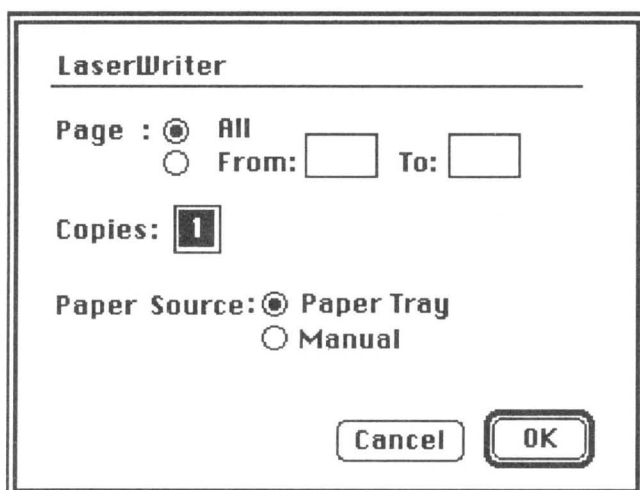 LaserWriter
Page : All
From: To:
Copies: 1
Paper Source: Paper Tray
Manual
Cancel OK